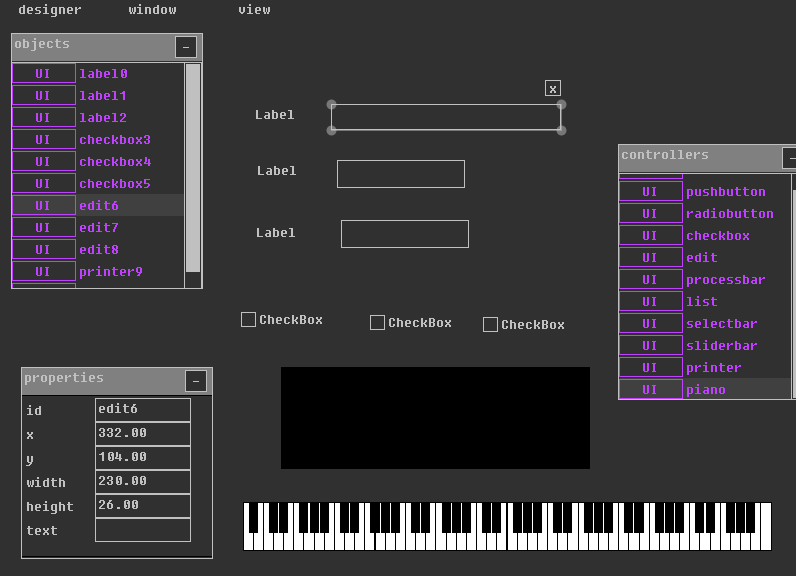 designer window view
objects -
UI label0
UI label1
UI label2
UI checkbox3
UI checkbox4
UI checkbox5
UI edit6
UI edit7
UI edit8
UI printer9
x
Label
Label
Label
CheckBox CheckBox CheckBox
controllers -
UI pushbutton
UI radiobutton
UI checkbox
UI edit
UI processbar
UI list
UI selectbar
UI sliderbar
UI printer
UI piano
properties -
id edit6
x 332.00
y 104.00
width 230.00
height 26.00
text